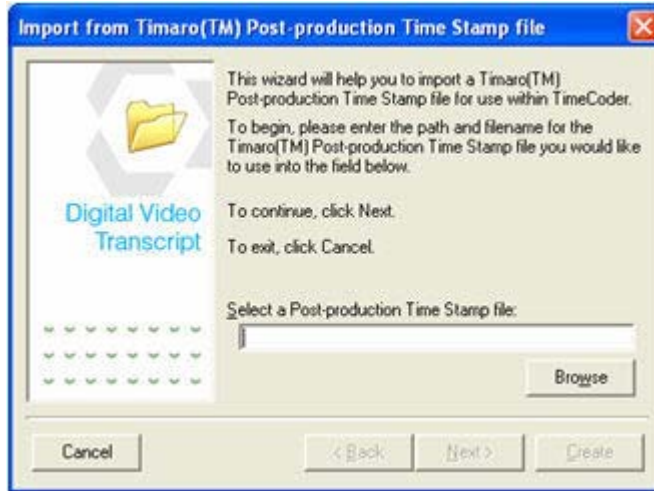 Import from Timaro(TM) Post-production Time Stamp file
This wizard will help you to import a Timaro(TM)
Post-production Time Stamp file for use within TimeCoder.
To begin, please enter the path and filename for the
Timaro(TM) Post-production Time Stamp file you would like
to use into the field below.
Digital Video
Transcript
To continue, click Next.
To exit, click Cancel.
Select a Post-production Time Stamp file:
Browse
Cancel
< Back
Next >
Create